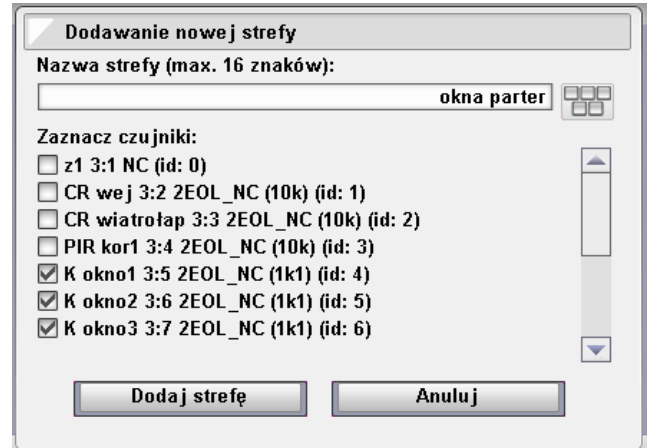 Dodawanie nowej strefy
Nazwa strefy (max. 16 znaków):
okna parter
Zaznacz czujniki:
z1 3:1 NC (id: 0)
CR wej 3:2 2EOL_NC (10k) (id: 1)
CR wiatrołap 3:3 2EOL_NC (10k) (id: 2)
PIR kor1 3:4 2EOL_NC (10k) (id: 3)
K okno1 3:5 2EOL_NC (1k1) (id: 4)
K okno2 3:6 2EOL_NC (1k1) (id: 5)
K okno3 3:7 2EOL_NC (1k1) (id: 6)
Dodaj strefę
Anuluj